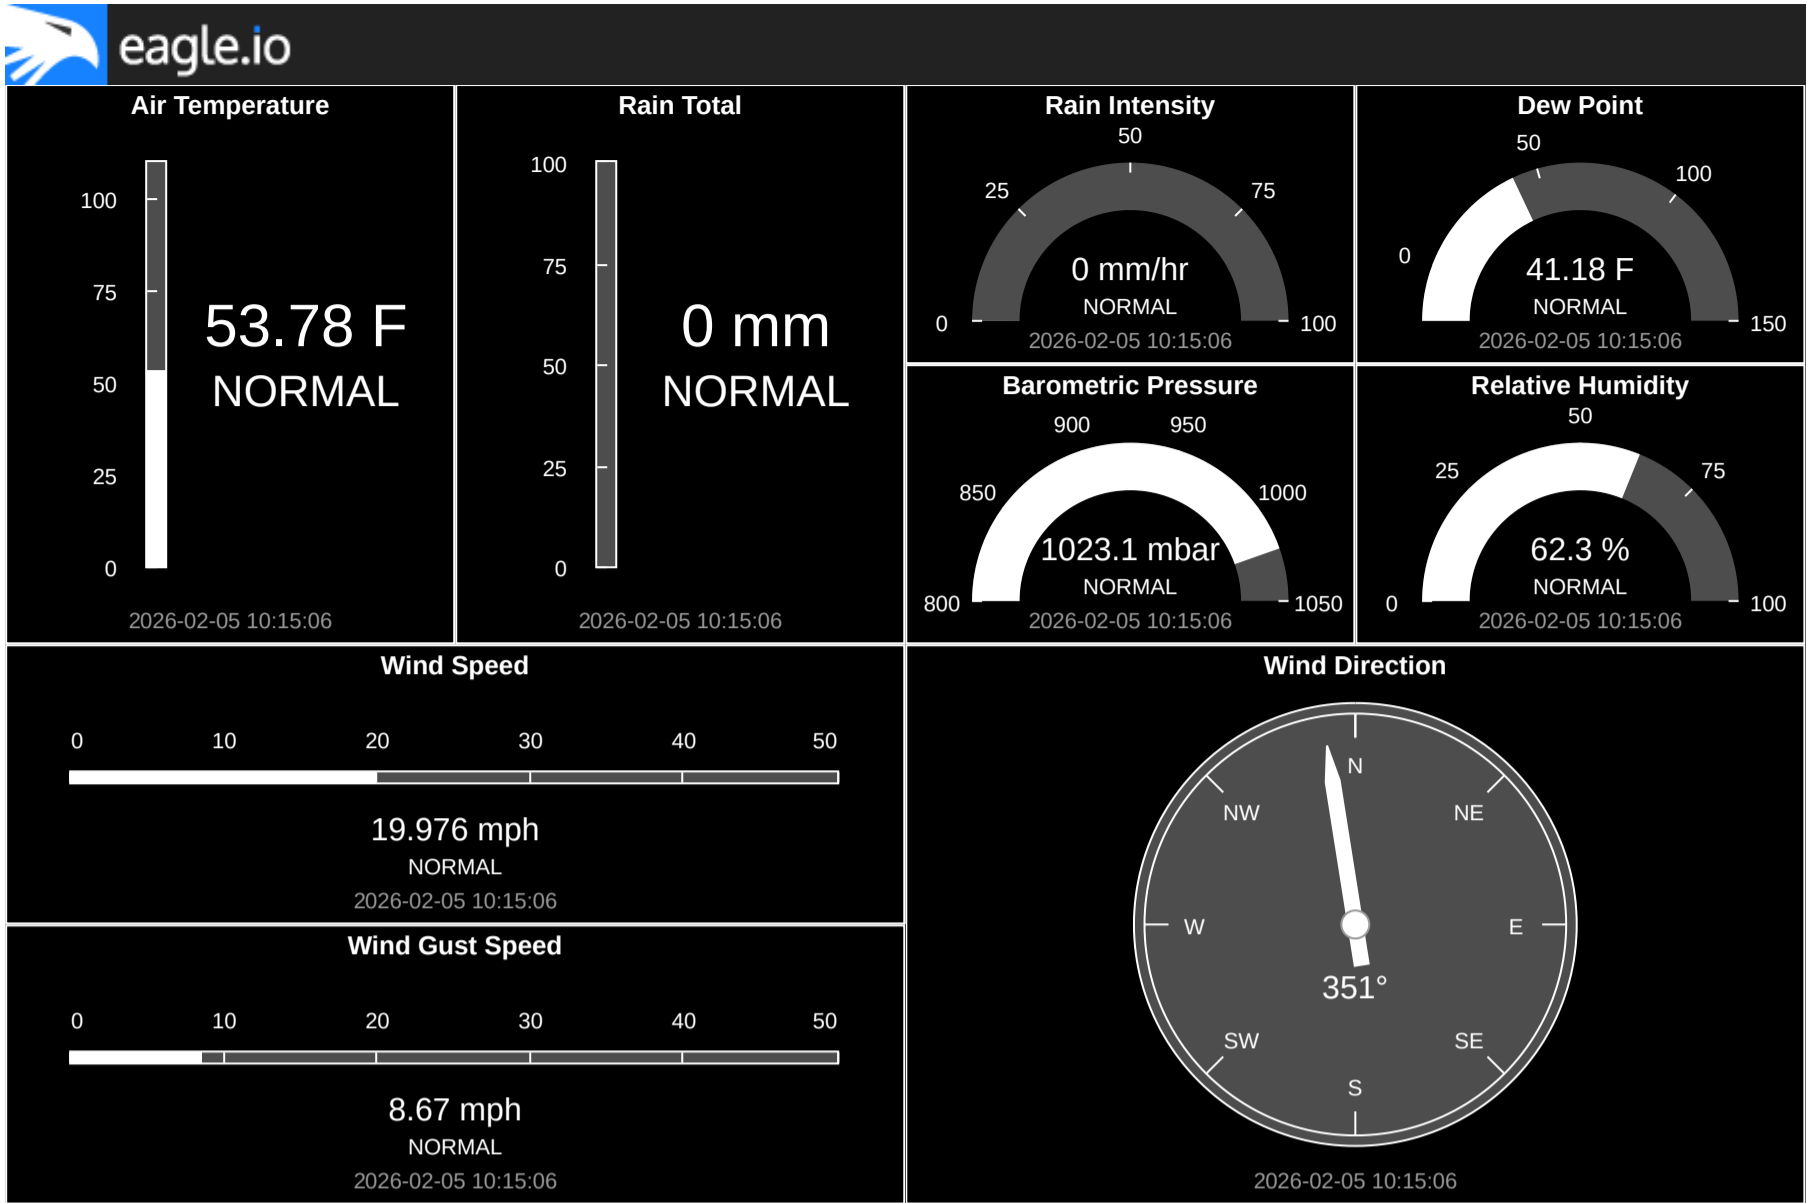 eagle.io
Air Temperature
100
75
50
25
0
53.78 F
NORMAL
2026-02-05 10:15:06
Rain Total
100
75
50
25
0
0 mm
NORMAL
2026-02-05 10:15:06
Rain Intensity
0
25
50
75
100
0 mm/hr
NORMAL
2026-02-05 10:15:06
Dew Point
0
50
100
150
41.18 F
NORMAL
2026-02-05 10:15:06
Barometric Pressure
800
850
900
950
1000
1050
1023.1 mbar
NORMAL
2026-02-05 10:15:06
Relative Humidity
0
25
50
75
100
62.3 %
NORMAL
2026-02-05 10:15:06
Wind Speed
0 10 20 30 40 50
19.976 mph
NORMAL
2026-02-05 10:15:06
Wind Gust Speed
0 10 20 30 40 50
8.67 mph
NORMAL
2026-02-05 10:15:06
Wind Direction
N
NW NE
W E
351°
SW SE
S
2026-02-05 10:15:06